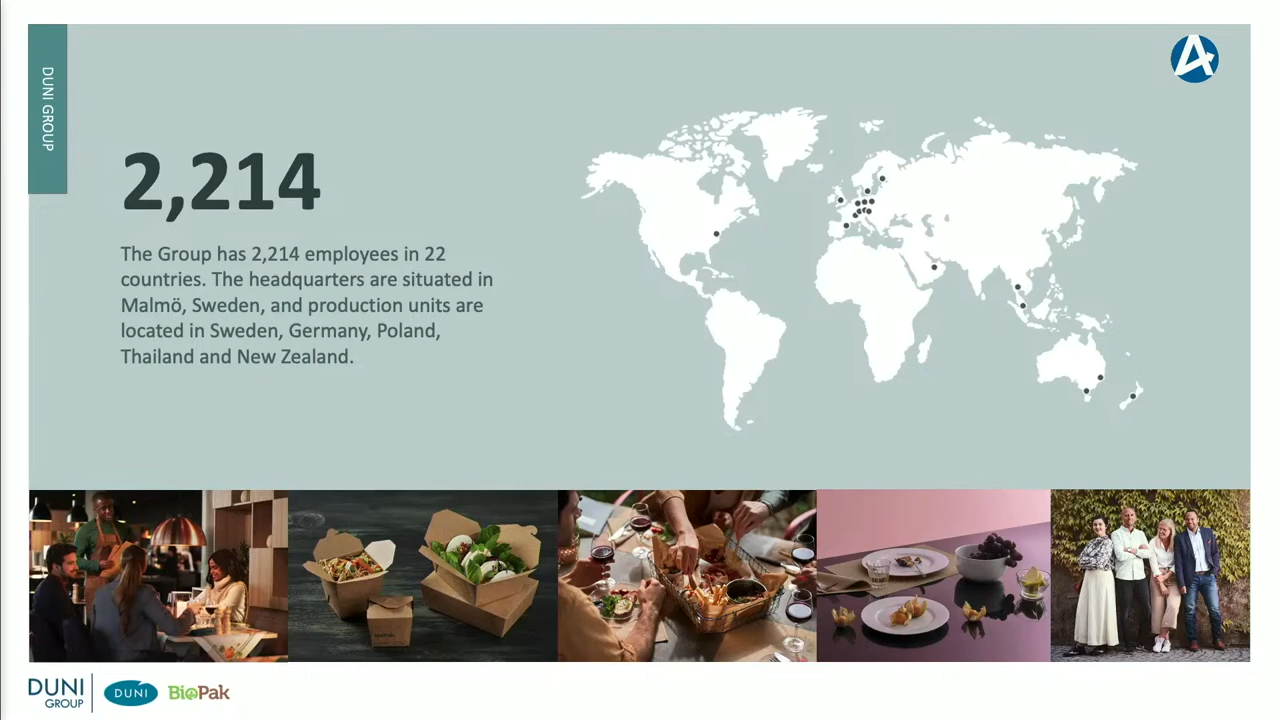 DUNI GROUP
2,214
The Group has 2,214 employees in 22
countries. The headquarters are situated in
Malmö, Sweden, and production units are
located in Sweden, Germany, Poland,
Thailand and New Zealand.
DUNI
GROUP
DUNI
BioPak